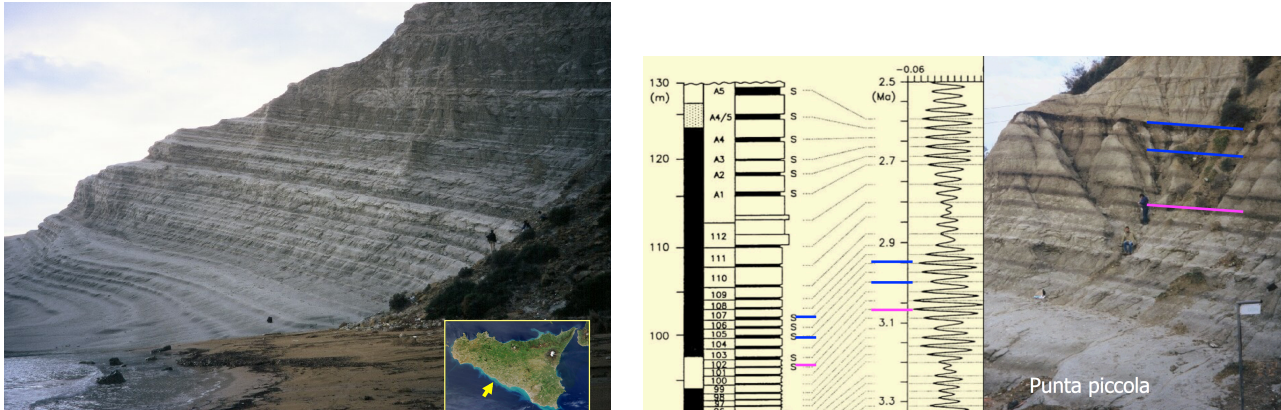 -0.06
130
(m)
120
110
100
A5
A4/5
A4
A3
A2
A1
112
111
110
109
108
107
106
105
104
103
102
101
100
99
98
97
S
S
S
S
S
S
S
S
S
S
S
2.5
(Ma)
2.7
2.9
3.1
3.3
Punta piccola